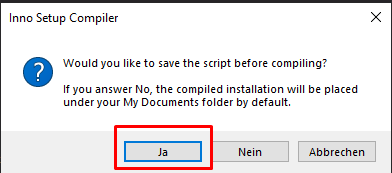 Inno Setup Compiler
Would you like to save the script before compiling?
If you answer No, the compiled installation will be placed
under your My Documents folder by default.
Ja
Nein
Abbrechen